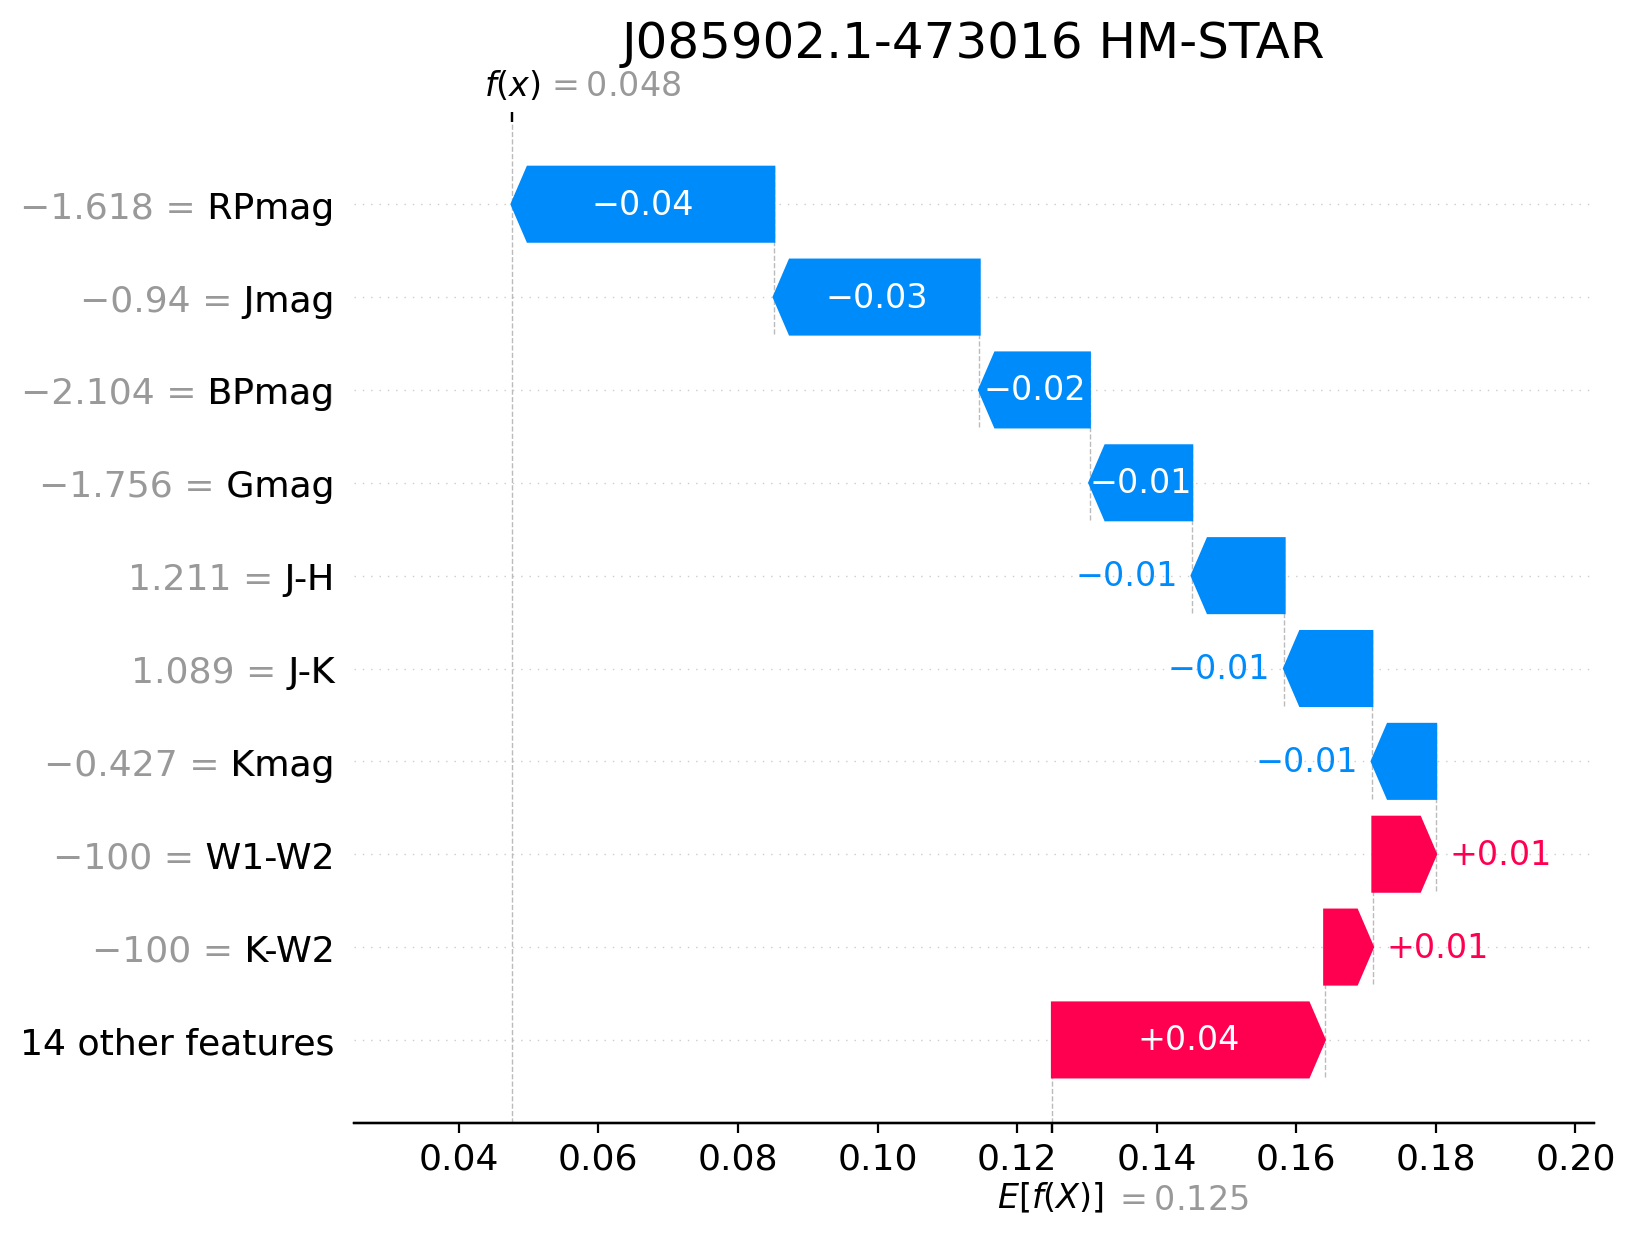 J085902.1-473016 HM-STAR
f(x) = 0.048
−1.618 = RPmag −0.04
−0.94 = Jmag −0.03
−2.104 = BPmag −0.02
−1.756 = Gmag −0.01
1.211 = J-H −0.01
1.089 = J-K −0.01
−0.427 = Kmag −0.01
−100 = W1-W2 +0.01
−100 = K-W2 +0.01
14 other features +0.04
0.04 0.06 0.08 0.10 0.12 0.14 0.16 0.18 0.20
E[f(X)] = 0.125